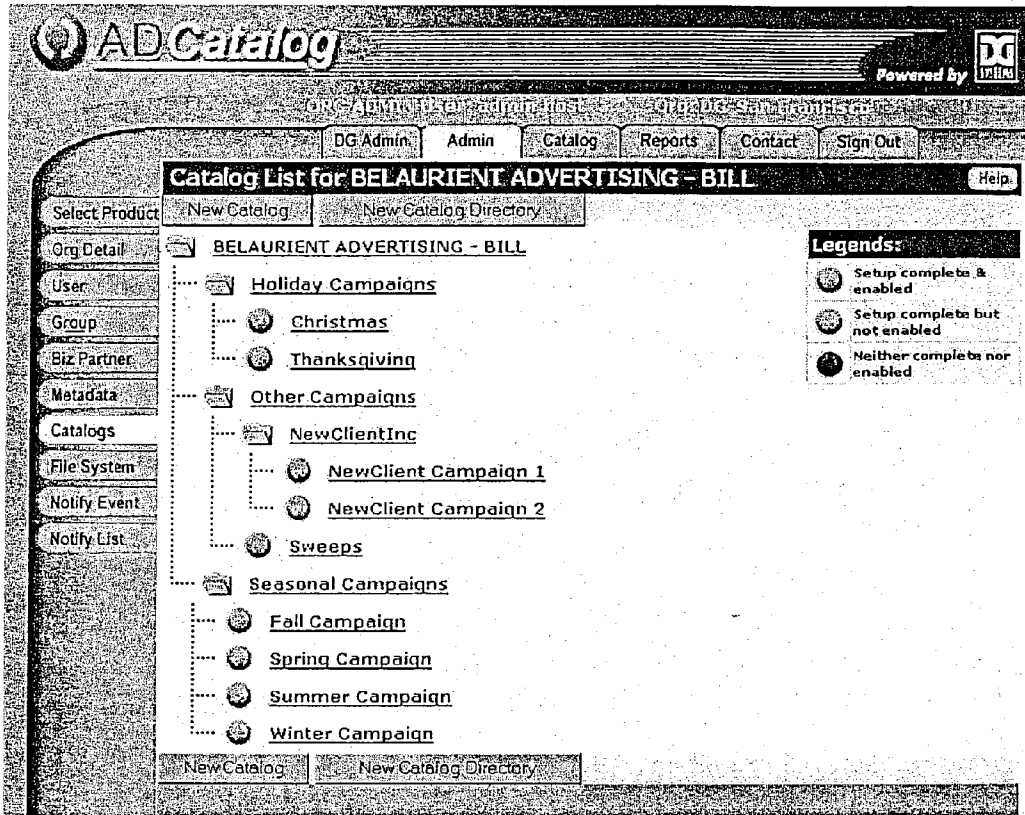 ADCatalog
Powered by
DG Admin Admin Catalog Reports Contact Sign Out
Catalog List for BELAURIENT ADVERTISING - BILL Help
Select Product
Org Detail
User
Group
Biz Partner
Metadata
Catalogs
File System
Notify Event
Notify List
New Catalog New Catalog Directory
BELAURIENT ADVERTISING - BILL
Holiday Campaigns
Christmas
Thanksgiving
Other Campaigns
NewClientInc
NewClient Campaign 1
NewClient Campaign 2
Sweeps
Seasonal Campaigns
Fall Campaign
Spring Campaign
Summer Campaign
Winter Campaign
New Catalog New Catalog Directory
Legends:
Setup complete &
enabled
Setup complete but
not enabled
Neither complete nor
enabled